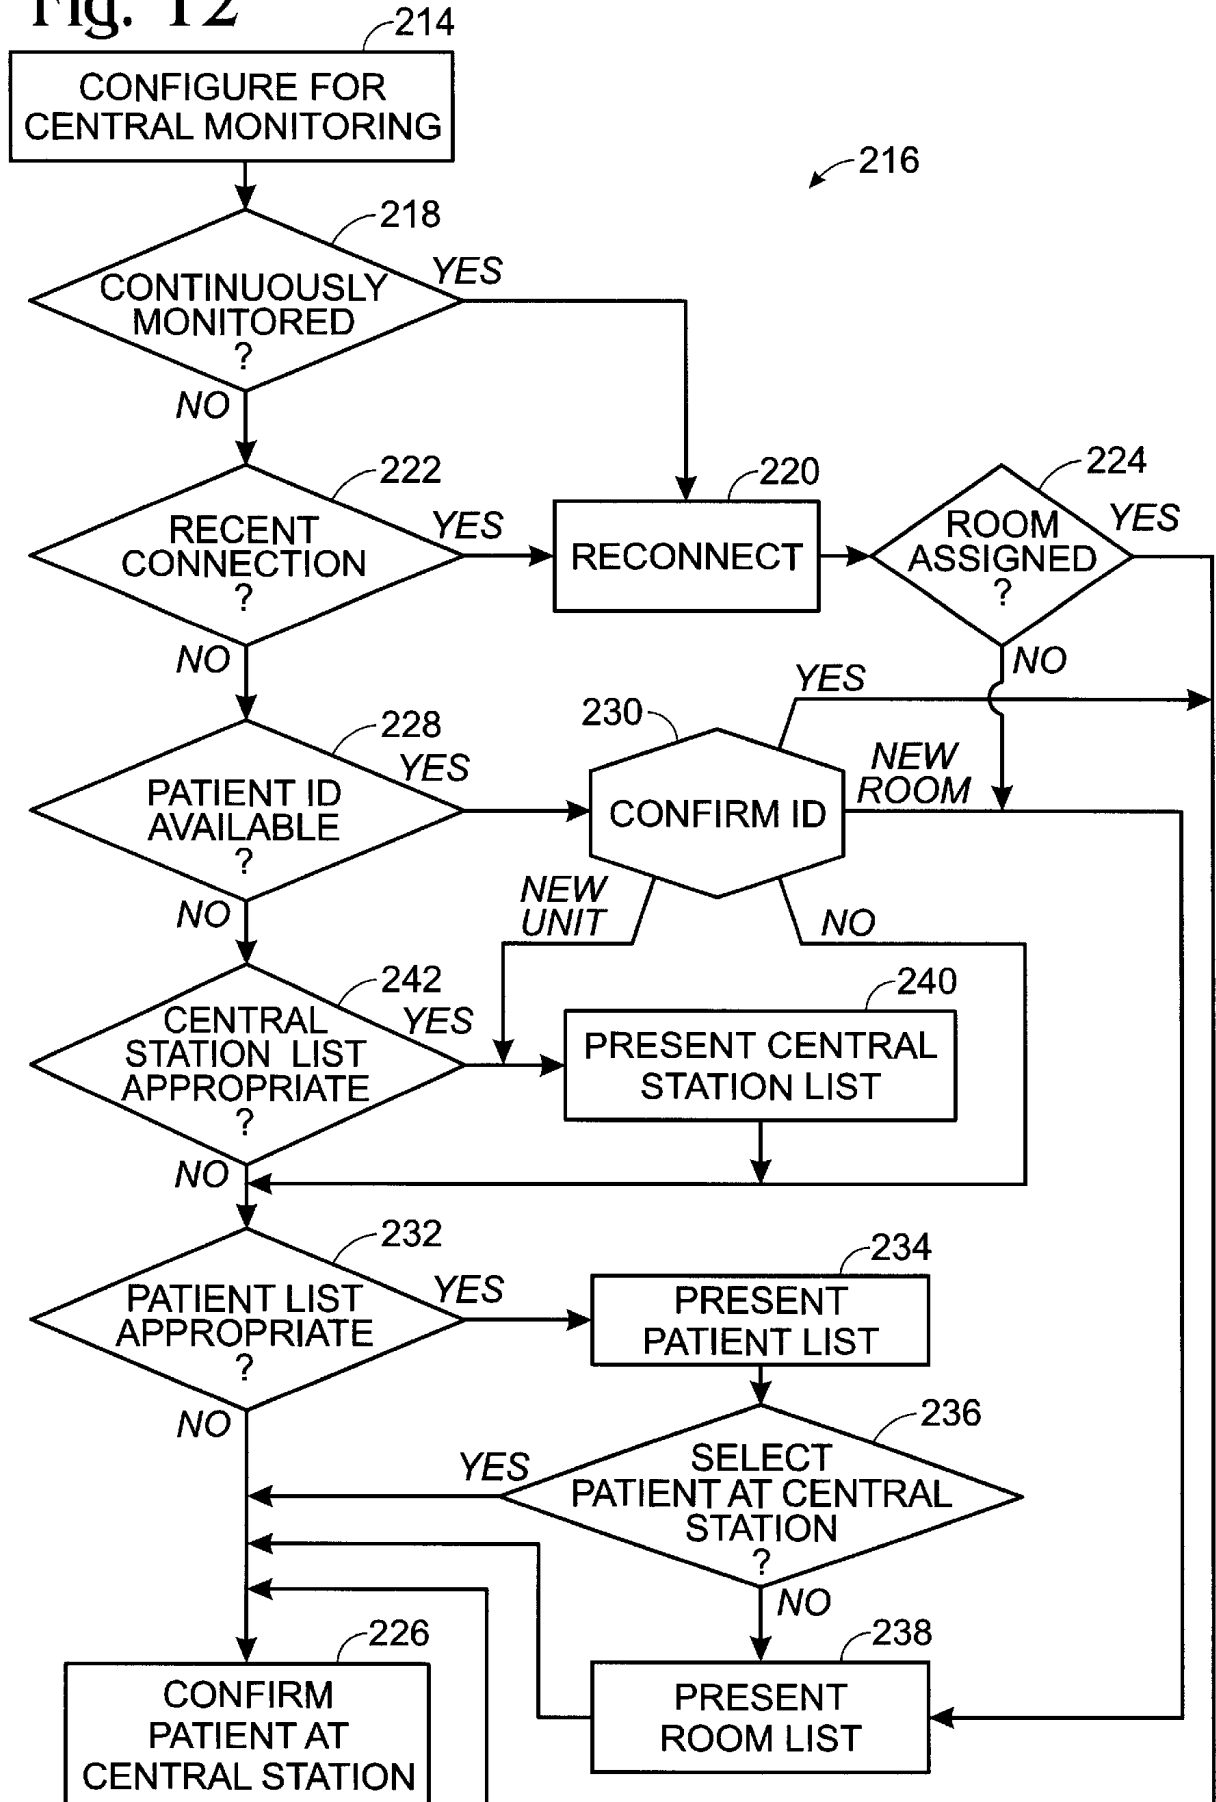 Fig. 12
214
CONFIGURE FOR
CENTRAL MONITORING
216
218
CONTINUOUSLY
MONITORED
?
YES
NO
222
RECENT
CONNECTION
?
YES
NO
220
RECONNECT
224
ROOM
ASSIGNED
?
YES
NO
228
PATIENT ID
AVAILABLE
?
YES
NO
230
CONFIRM ID
YES
NEW
ROOM
NEW
UNIT
NO
242
CENTRAL
STATION LIST
APPROPRIATE
?
YES
NO
240
PRESENT CENTRAL
STATION LIST
232
PATIENT LIST
APPROPRIATE
?
YES
NO
234
PRESENT
PATIENT LIST
236
SELECT
PATIENT AT CENTRAL
STATION
?
YES
NO
226
CONFIRM
PATIENT AT
CENTRAL STATION
238
PRESENT
ROOM LIST